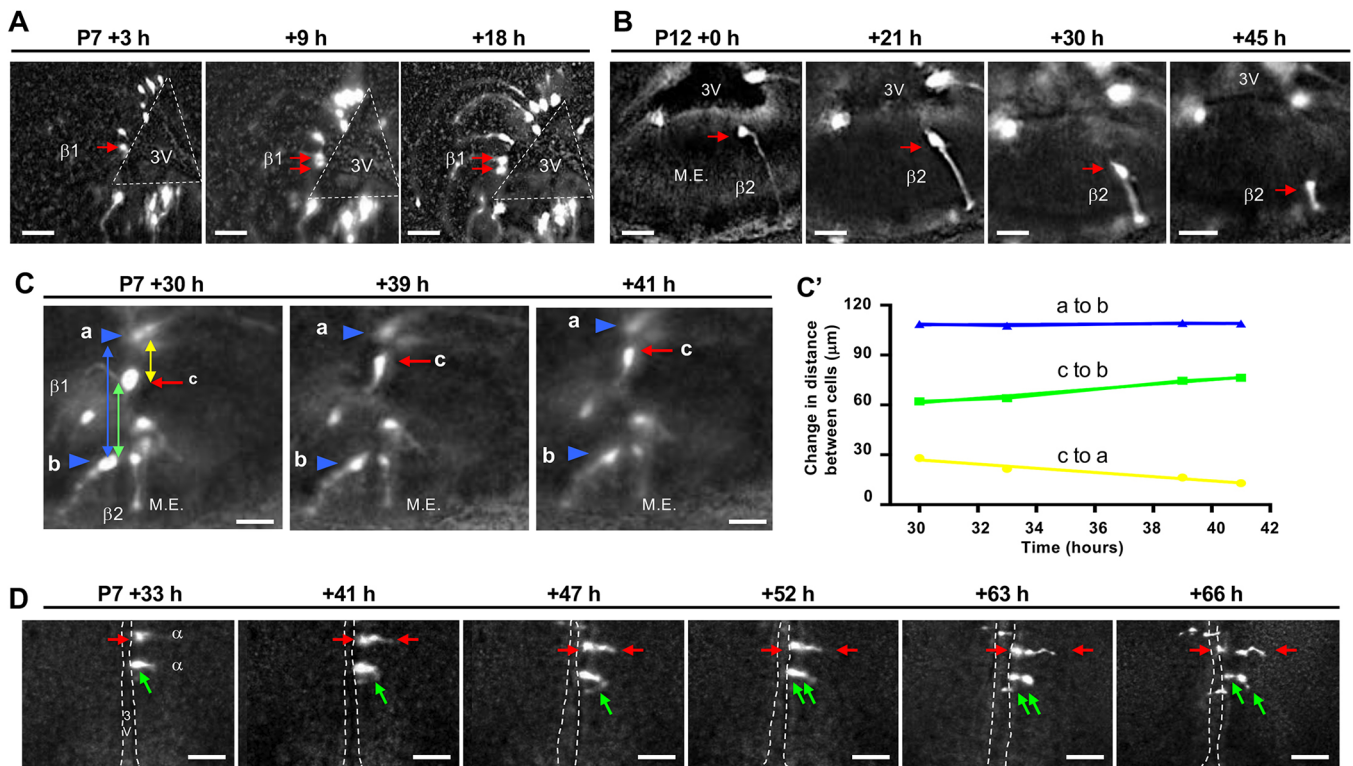 A
P7 +3 h
+9 h
+18 h
β1
3V
β1
3V
β1
3V
B
P12 +0 h
+21 h
+30 h
+45 h
3V
M.E.
β2
3V
β2
3V
β2
3V
β2
C
P7 +30 h
+39 h
+41 h
a
c
β1
b
β2
M.E.
a
c
b
M.E.
a
c
b
M.E.
C’
Change in distance
between cells (μm)
120
90
60
30
0
a to b
c to b
c to a
30
32
34
36
38
40
42
Time (hours)
D
P7 +33 h
+41 h
+47 h
+52 h
+63 h
+66 h
α
α
3V